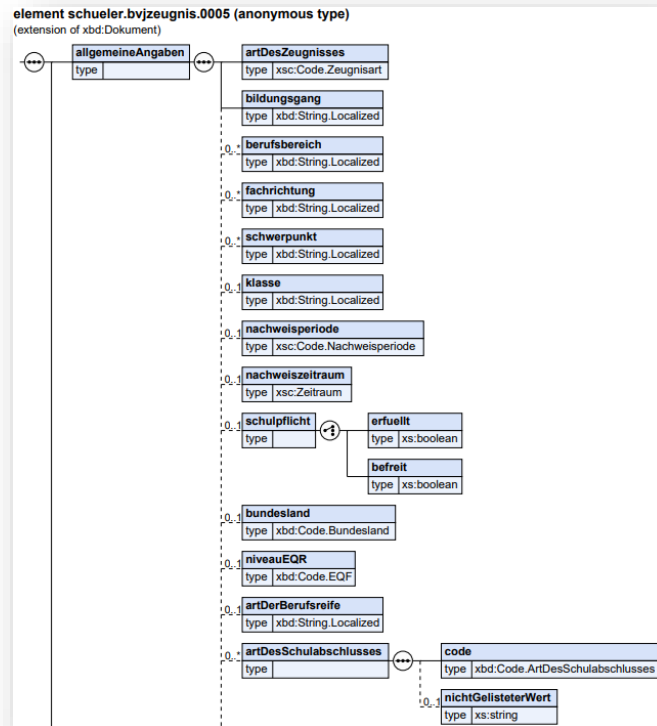 element schueler.bvjzeugnis.0005 (anonymous type)
(extension of xbd:Dokument)
allgemeineAngaben
type
artDesZeugnisses
type xsc:Code.Zeugnisart
bildungsgang
type xbd:String.Localized
0..*
berufsbereich
type xbd:String.Localized
0..*
fachrichtung
type xbd:String.Localized
0..*
schwerpunkt
type xbd:String.Localized
0..1
klasse
type xbd:String.Localized
0..1
nachweisperiode
type xsc:Code.Nachweisperiode
0..1
nachweiszeitraum
type xsc:Zeitraum
0..1
schulpflicht
type
erfuellt
type xs:boolean
befreit
type xs:boolean
0..1
bundesland
type xbd:Code.Bundesland
0..1
niveauEQR
type xbd:Code.EQF
0..1
artDerBerufsreife
type xbd:String.Localized
0..*
artDesSchulabschlusses
type
code
type xbd:Code.ArtDesSchulabschlusses
0..1
nichtGelisteterWert
type xs:string